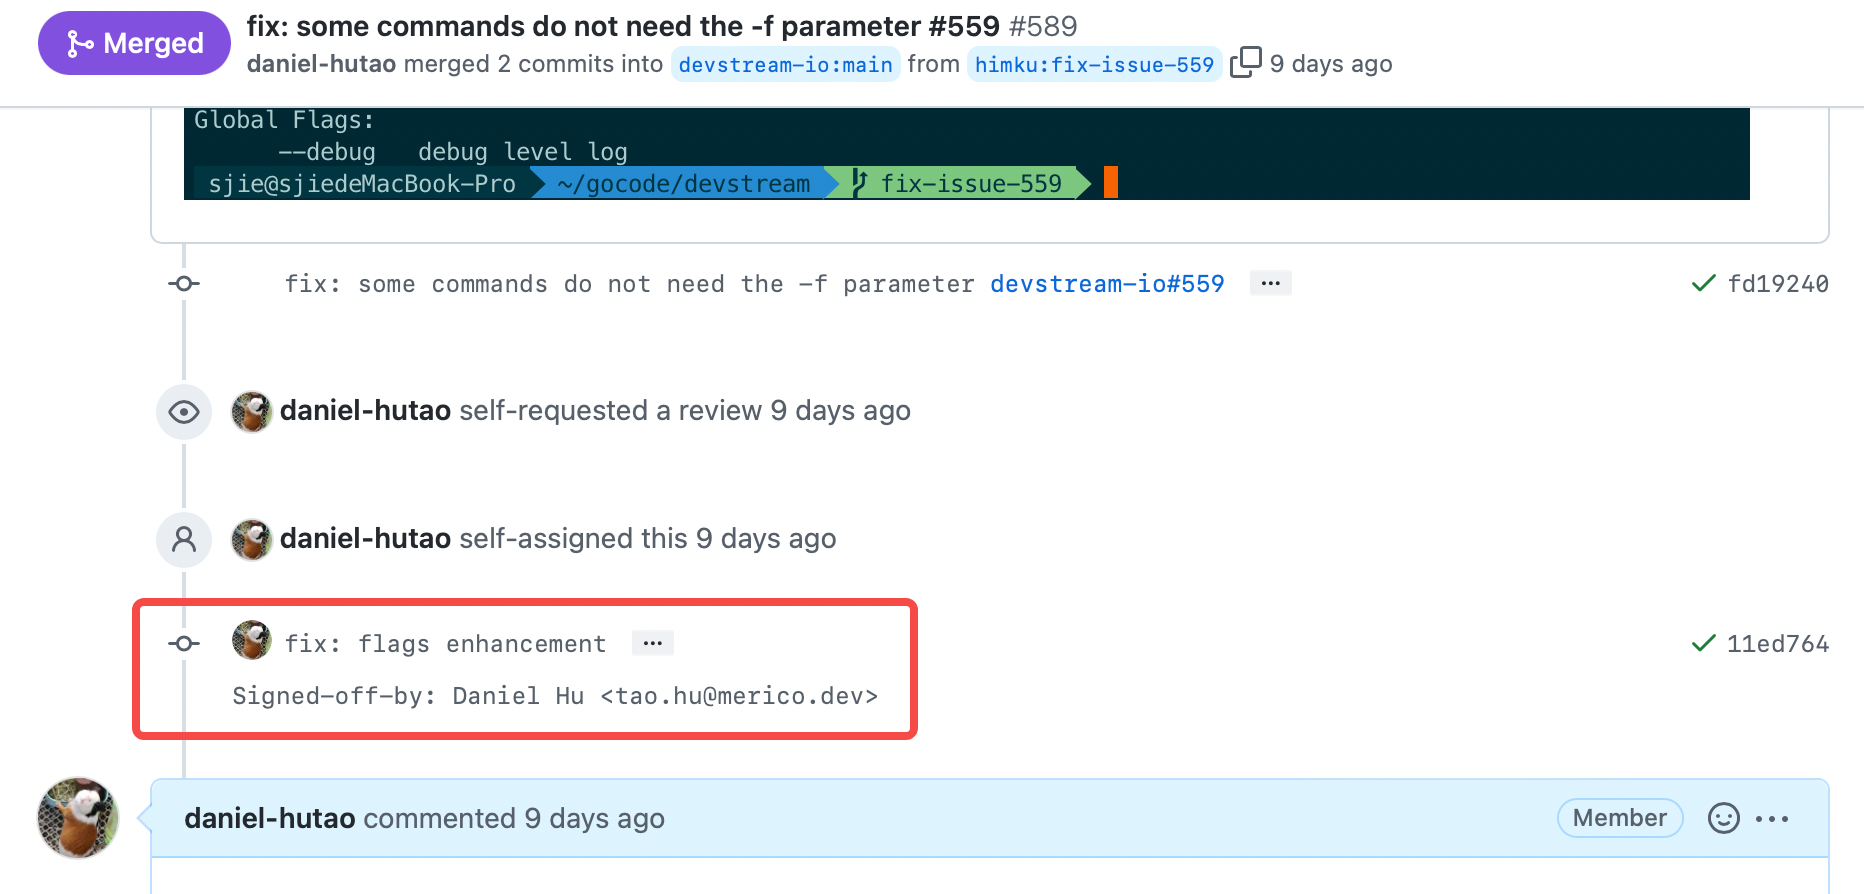 Merged
fix: some commands do not need the -f parameter #559 #589
daniel-hutao merged 2 commits into devstream-io:main from himku:fix-issue-559 9 days ago
Global Flags:
--debug   debug level log
sjie@sjiedeMacBook-Pro ~/gocode/devstream fix-issue-559
fix: some commands do not need the -f parameter devstream-io#559 ... fd19240
daniel-hutao self-requested a review 9 days ago
daniel-hutao self-assigned this 9 days ago
fix: flags enhancement ... 11ed764
Signed-off-by: Daniel Hu <tao.hu@merico.dev>
daniel-hutao commented 9 days ago Member ...